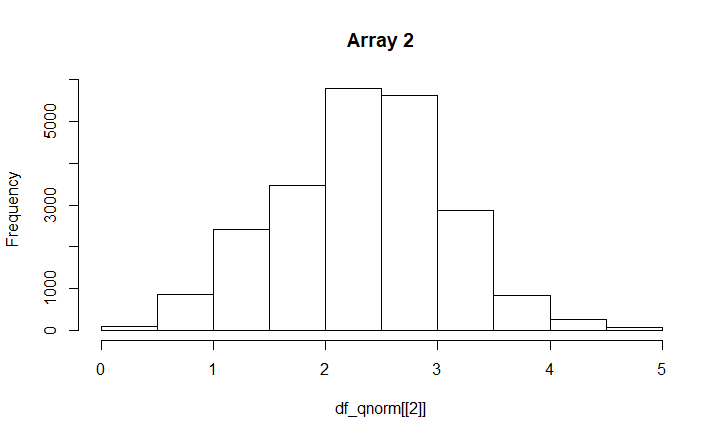 Array 2
Frequency
5000
3000
1000
0
0 1 2 3 4 5
df_qnorm[[2]]